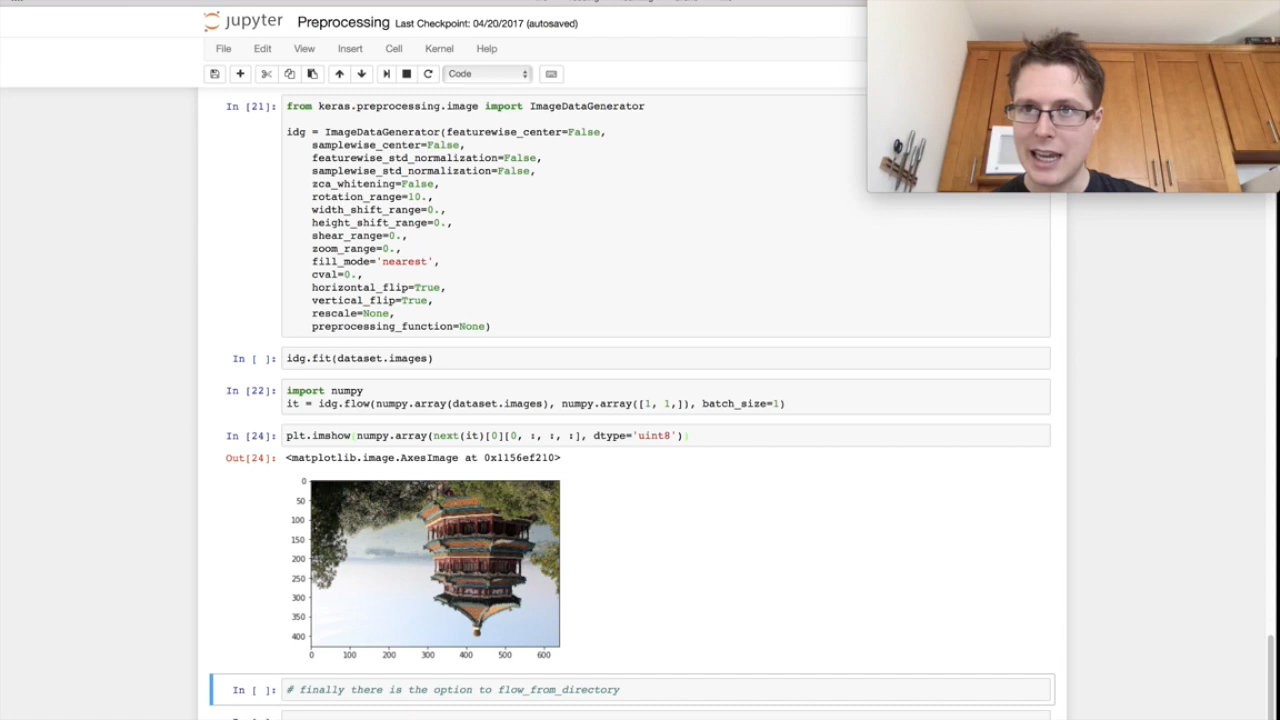 jupyter Preprocessing Last Checkpoint: 04/20/2017 (autosaved)
File Edit View Insert Cell Kernel Help
Code
In [21]: from keras.preprocessing.image import ImageDataGenerator
idg = ImageDataGenerator(featurewise_center=False,
samplewise_center=False,
featurewise_std_normalization=False,
samplewise_std_normalization=False,
zca_whitening=False,
rotation_range=10.,
width_shift_range=0.,
height_shift_range=0.,
shear_range=0.,
zoom_range=0.,
fill_mode='nearest',
cval=0.,
horizontal_flip=True,
vertical_flip=True,
rescale=None,
preprocessing_function=None)
In [ ]: idg.fit(dataset.images)
In [22]: import numpy
it = idg.flow(numpy.array(dataset.images), numpy.array([1, 1,]), batch_size=1)
In [24]: plt.imshow(numpy.array(next(it)[0][0, :, :, :], dtype='uint8'))
Out[24]: <matplotlib.image.AxesImage at 0x1156ef210>
0
50
100
150
200
250
300
350
400
0 100 200 300 400 500 600
In [ ]: # finally there is the option to flow_from_directory